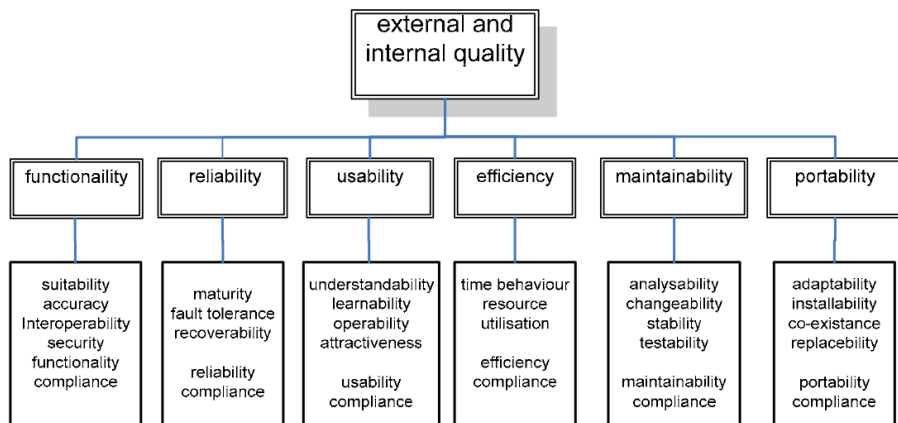 external and
internal quality
functionaility
reliability
usability
efficiency
maintainability
portability
suitability
accuracy
Interoperability
security
functionality
compliance
maturity
fault tolerance
recoverability
reliability
compliance
understandability
learnability
operability
attractiveness
usability
compliance
time behaviour
resource
utilisation
efficiency
compliance
analysability
changeability
stability
testability
maintainability
compliance
adaptability
installability
co-existance
replacebility
portability
compliance